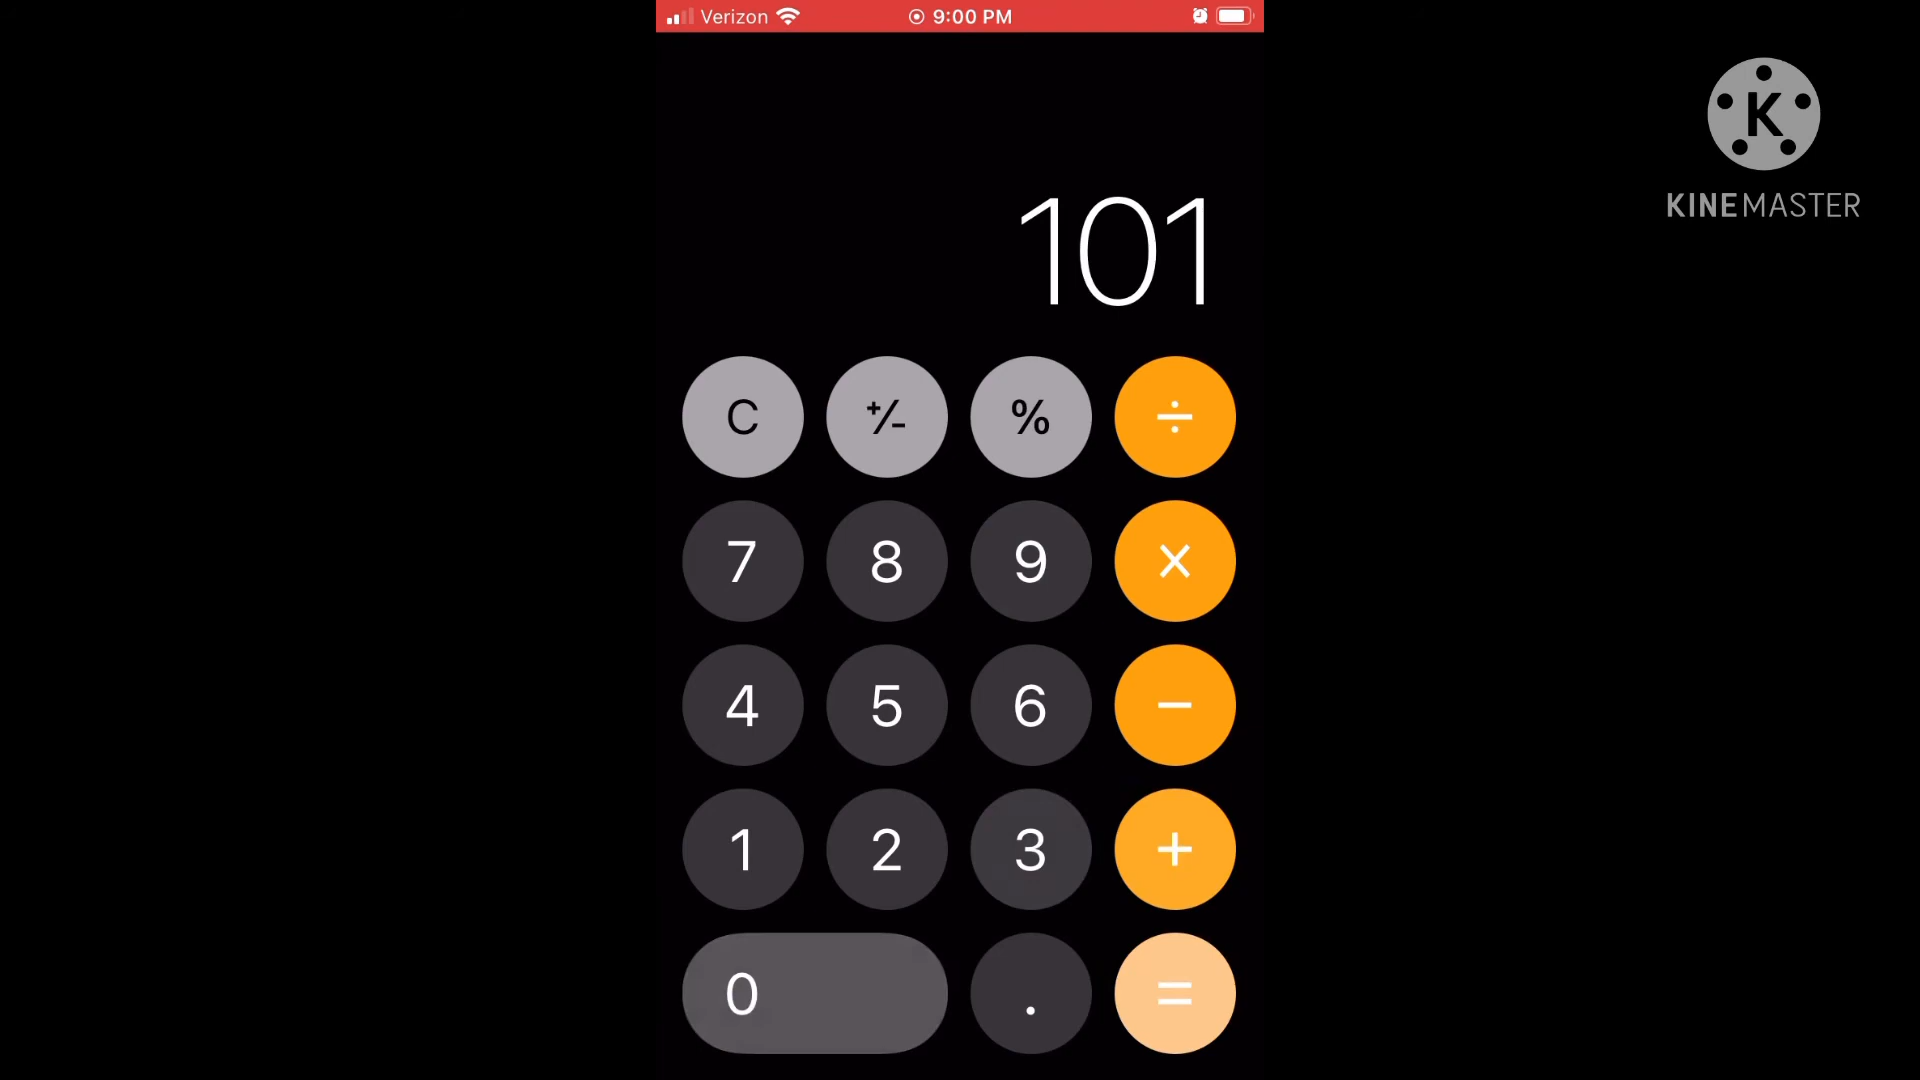 Verizon 9:00 PM
K
KINEMASTER
101
C +/- % ÷
7 8 9 ×
4 5 6 −
1 2 3 +
0 . =